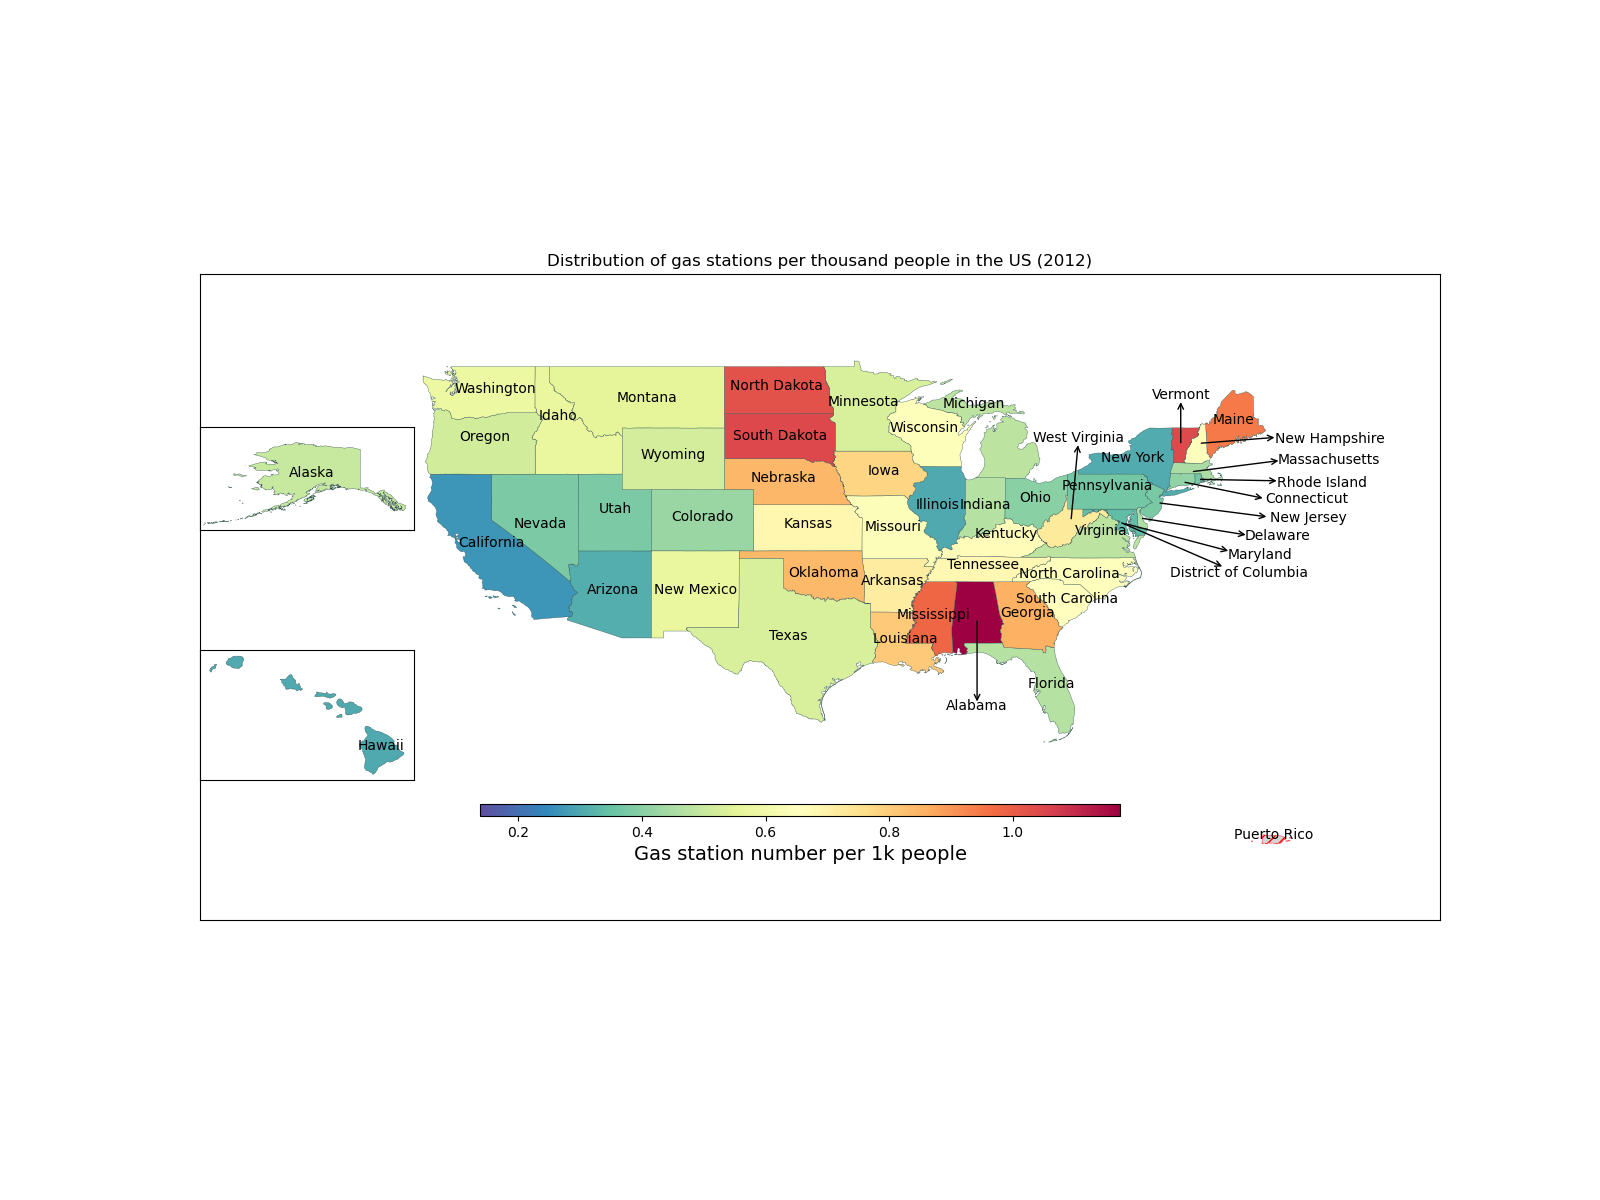 Distribution of gas stations per thousand people in the US (2012)
Washington
Montana
North Dakota
Minnesota
Michigan
Vermont
Maine
Idaho
Oregon
South Dakota
Wisconsin
West Virginia
New Hampshire
Wyoming
New York
Massachusetts
Alaska
Nebraska
Iowa
Pennsylvania
Rhode Island
Ohio
Connecticut
Illinois
Indiana
Utah
Colorado
Nevada
Kansas
Missouri
New Jersey
Kentucky
Virginia
Delaware
California
Maryland
Tennessee
North Carolina
District of Columbia
Oklahoma
Arkansas
Arizona
New Mexico
South Carolina
Mississippi
Georgia
Texas
Louisiana
Florida
Alabama
Hawaii
0.2
0.4
0.6
0.8
1.0
Puerto Rico
Gas station number per 1k people